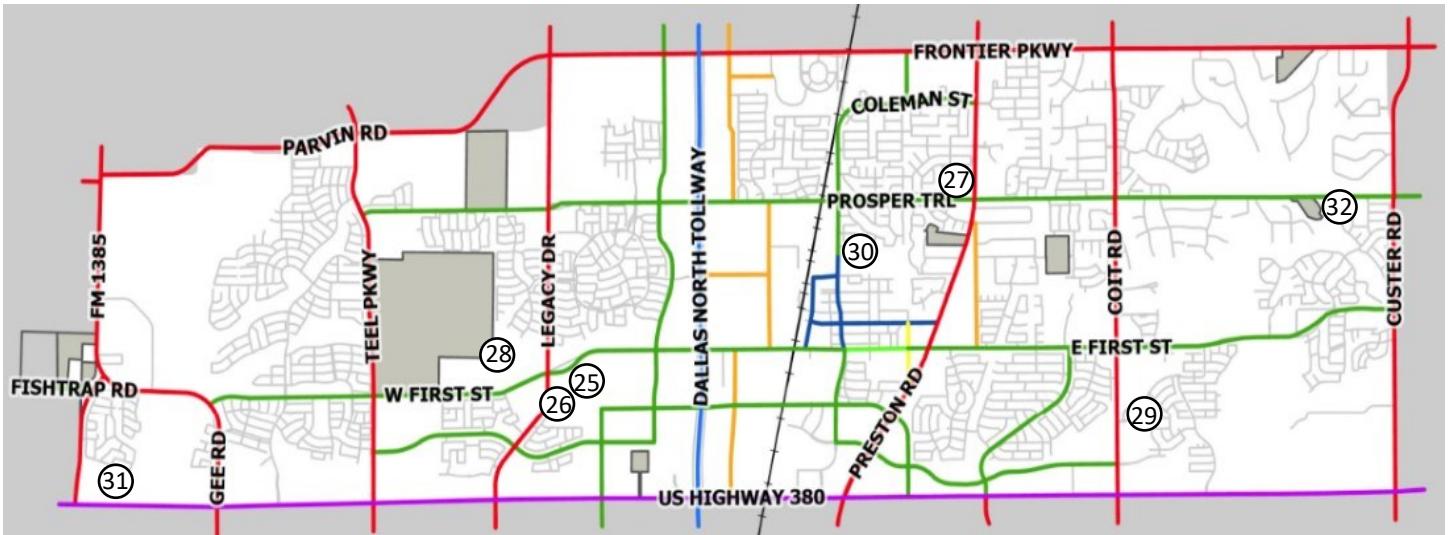 FRONTIER PKWY
COLEMAN ST
PARVIN RD
27
PROSPER TRL
32
30
FM 1385
TEEL PKWY
LEGACY DR
DALLAS NORTH TOLLWAY
COIT RD
CUSTER RD
28
E FIRST ST
FISHTRAP RD
W FIRST ST
25
26
29
PRESTON RD
GEE RD
31
US HIGHWAY 380